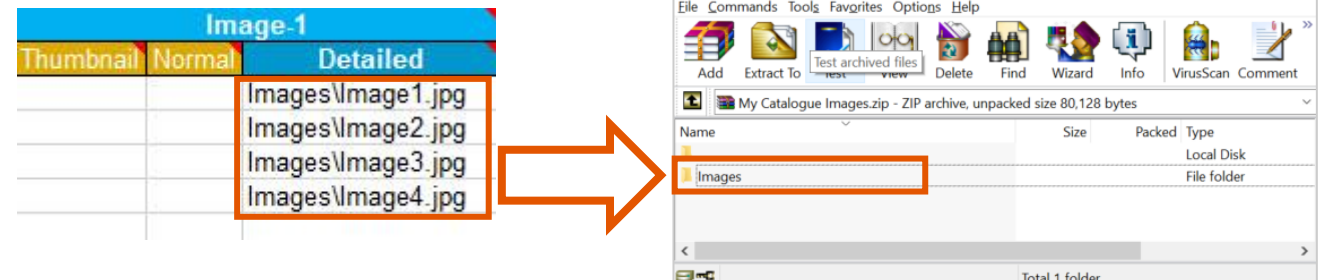 Image-1
Thumbnail Normal Detailed
Images\Image1.jpg
Images\Image2.jpg
Images\Image3.jpg
Images\Image4.jpg
File Commands Tools Favorites Options Help
Test archived files
Add Extract To Test View Delete Find Wizard Info VirusScan Comment
My Catalogue Images.zip - ZIP archive, unpacked size 80,128 bytes
Name Size Packed Type
Local Disk
Images File folder
Total 1 folder